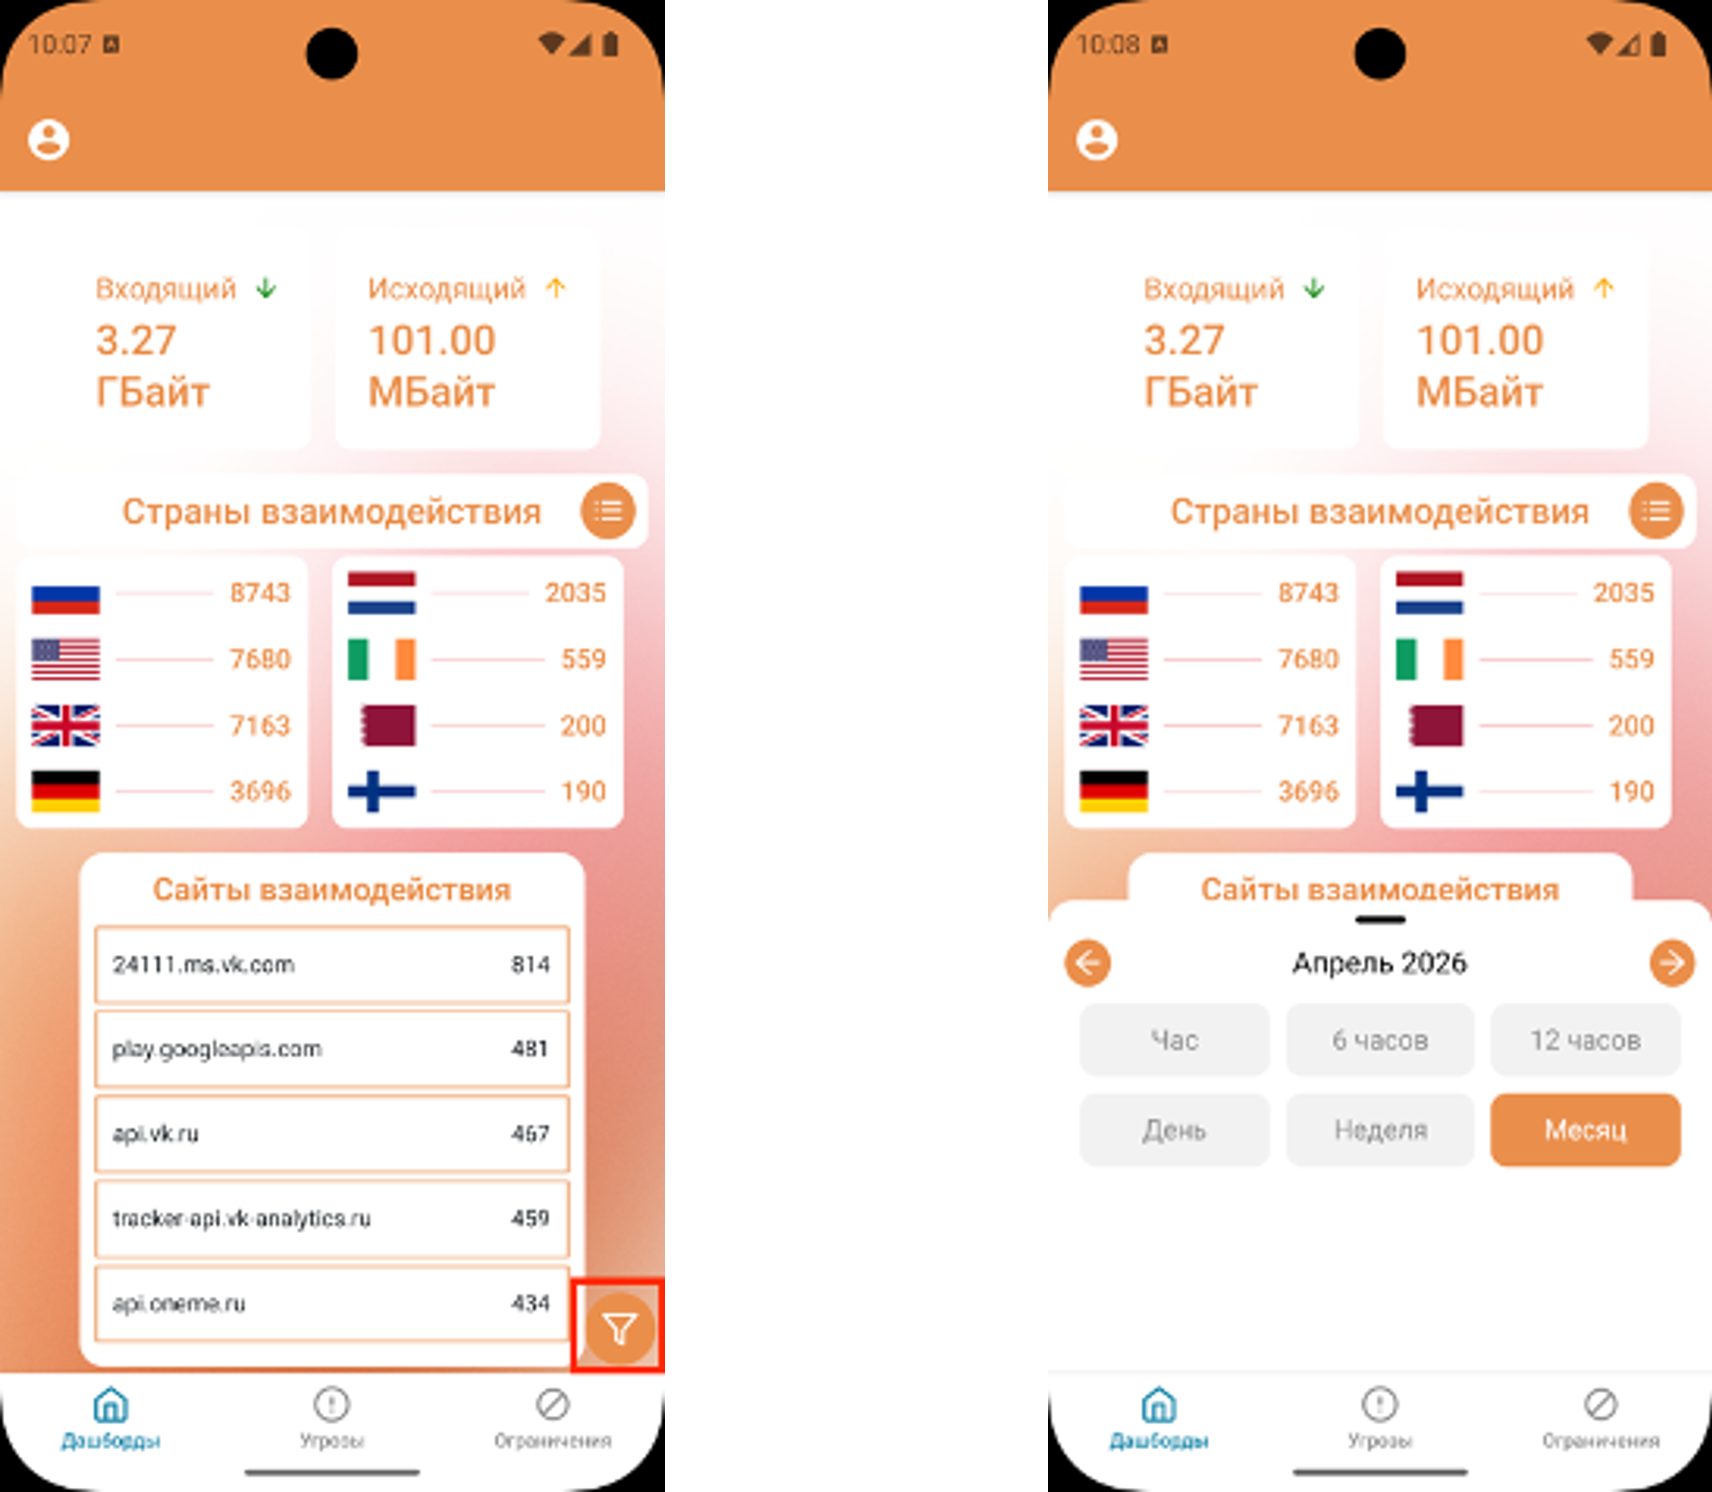 10:07
Входящий
3.27
ГБайт
Исходящий
101.00
МБайт
Страны взаимодействия
8743
7680
7163
3696
2035
559
200
190
Сайты взаимодействия
24111.ms.vk.com 814
play.googleapis.com 481
api.vk.ru 467
tracker-api.vk-analytics.ru 459
api.oneme.ru 434
Дашборды Угрозы Ограничения
10:08
Входящий
3.27
ГБайт
Исходящий
101.00
МБайт
Страны взаимодействия
8743
7680
7163
3696
2035
559
200
190
Сайты взаимодействия
Апрель 2026
Час 6 часов 12 часов
День Неделя Месяц
Дашборды Угрозы Ограничения